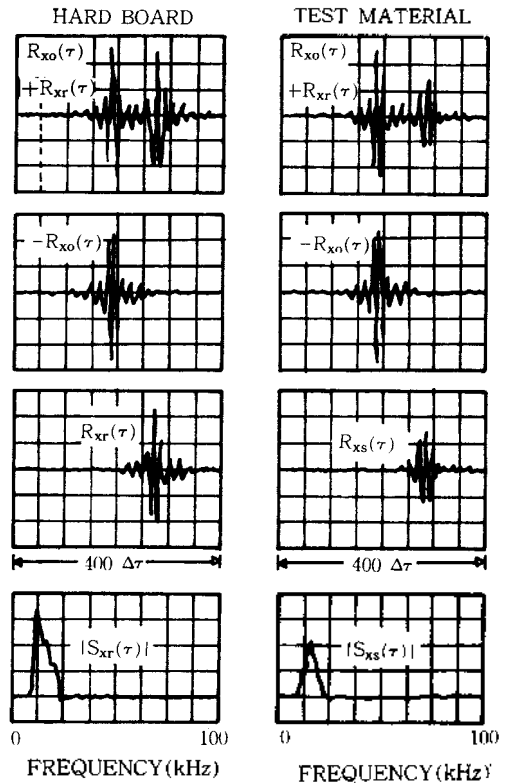 HARD BOARD
Rxo(τ)
+Rxr(τ)
−Rxo(τ)
Rxr(τ)
400 Δτ
|Sxr(τ)|
0 100
FREQUENCY(kHz)
TEST MATERIAL
Rxo(τ)
+Rxr(τ)
−Rxo(τ)
Rxs(τ)
400 Δτ
|Sxs(τ)|
0 100
FREQUENCY(kHz)